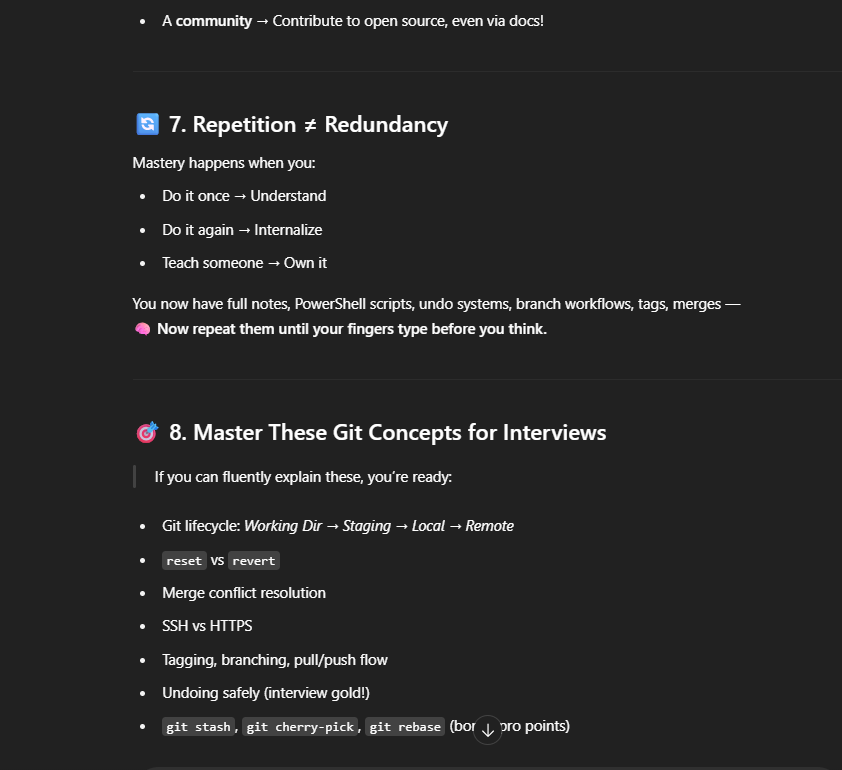 A community → Contribute to open source, even via docs!
7. Repetition ≠ Redundancy
Mastery happens when you:
Do it once → Understand
Do it again → Internalize
Teach someone → Own it
You now have full notes, PowerShell scripts, undo systems, branch workflows, tags, merges —
Now repeat them until your fingers type before you think.
8. Master These Git Concepts for Interviews
If you can fluently explain these, you're ready:
Git lifecycle: Working Dir → Staging → Local → Remote
reset vs revert
Merge conflict resolution
SSH vs HTTPS
Tagging, branching, pull/push flow
Undoing safely (interview gold!)
git stash, git cherry-pick, git rebase (pro points)